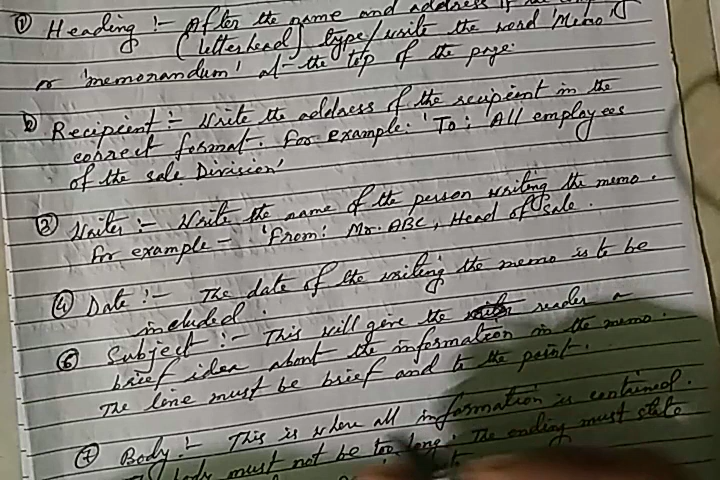 ① Heading :- After the name and address of the
(letterhead) type/write the word 'Memo'
or 'memorandum' at the top of the page.
② Recipient :- Write the address of the recipient in the
correct format. For example: 'To: All employees
of the sale Division'
③ Writer :- Write the name of the person writing the memo.
For example - 'From: Mr. ABC, Head of Sale.
④ Date :- The date of the writing the memo is to be
included.
⑥ Subject :- This will give the reader a
brief idea about the information in the memo.
The line must be brief and to the point.
⑦ Body :- This is where all information is contained.
body must not be too long. The ending must state